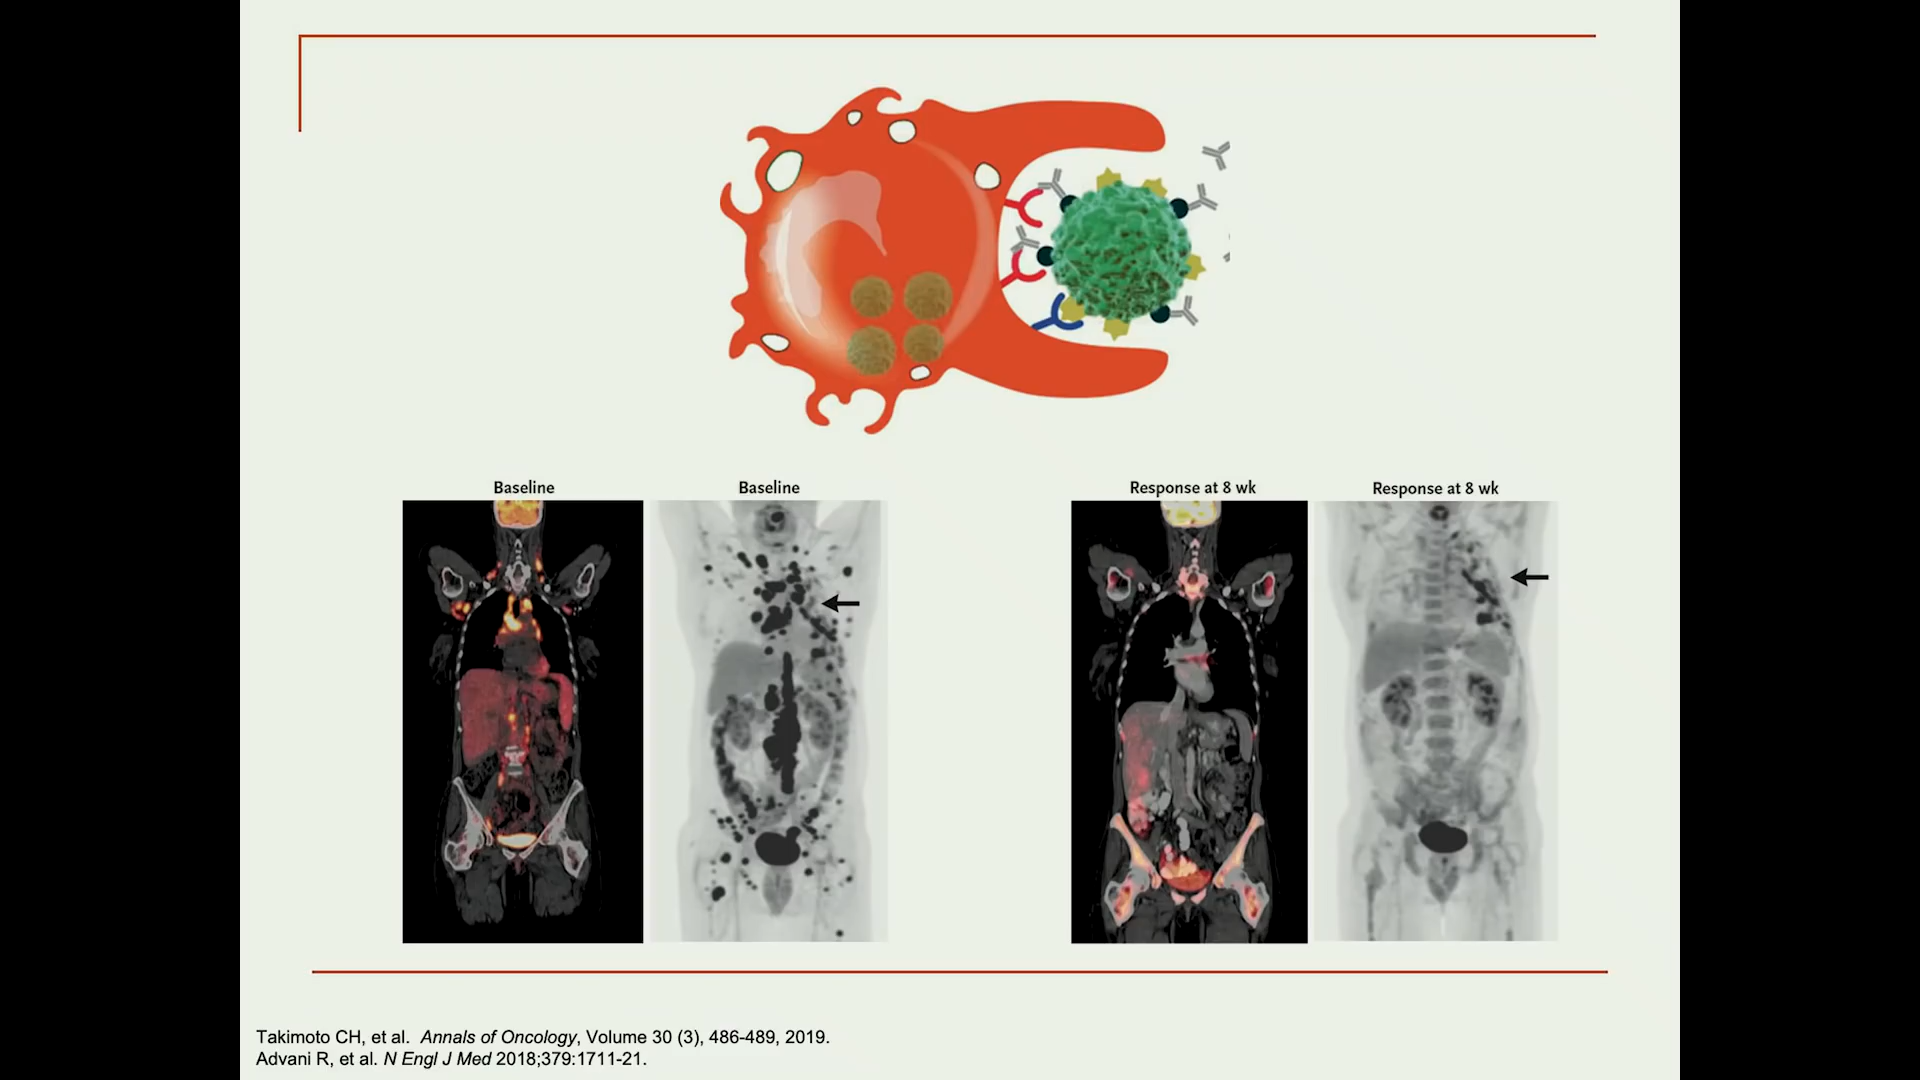 Baseline
Baseline
Response at 8 wk
Response at 8 wk
Takimoto CH, et al. Annals of Oncology, Volume 30 (3), 486-489, 2019.
Advani R, et al. N Engl J Med 2018;379:1711-21.